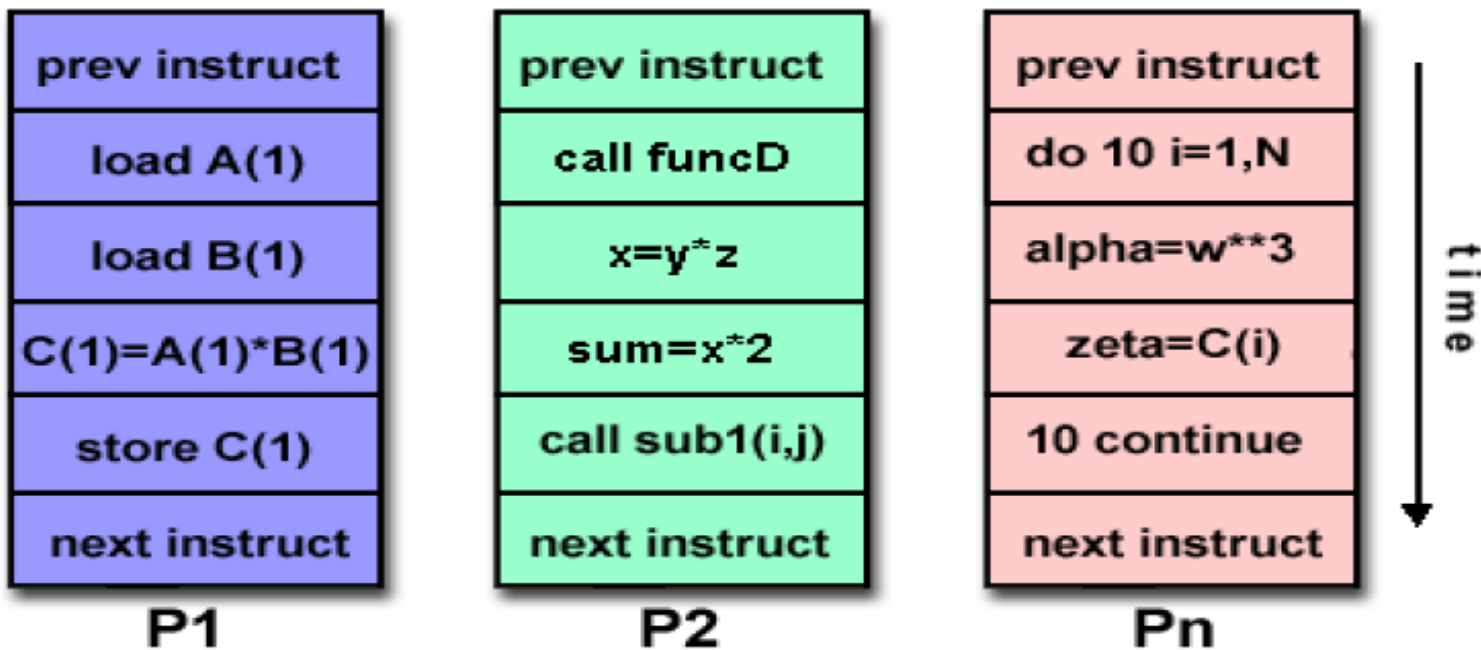 prev instruct
load A(1)
load B(1)
C(1)=A(1)*B(1)
store C(1)
next instruct
P1
prev instruct
call funcD
x=y*z
sum=x*2
call sub1(i,j)
next instruct
P2
prev instruct
do 10 i=1,N
alpha=w**3
zeta=C(i)
10 continue
next instruct
Pn
time